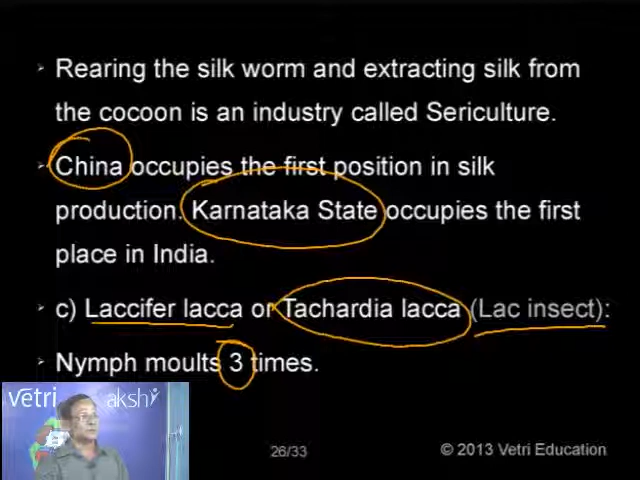 Rearing the silk worm and extracting silk from
the cocoon is an industry called Sericulture.
China occupies the first position in silk
production. Karnataka State occupies the first
place in India.
c) Laccifer lacca or Tachardia lacca (Lac insect):
Nymph moults 3 times.
vetri akshi
26/33
© 2013 Vetri Education